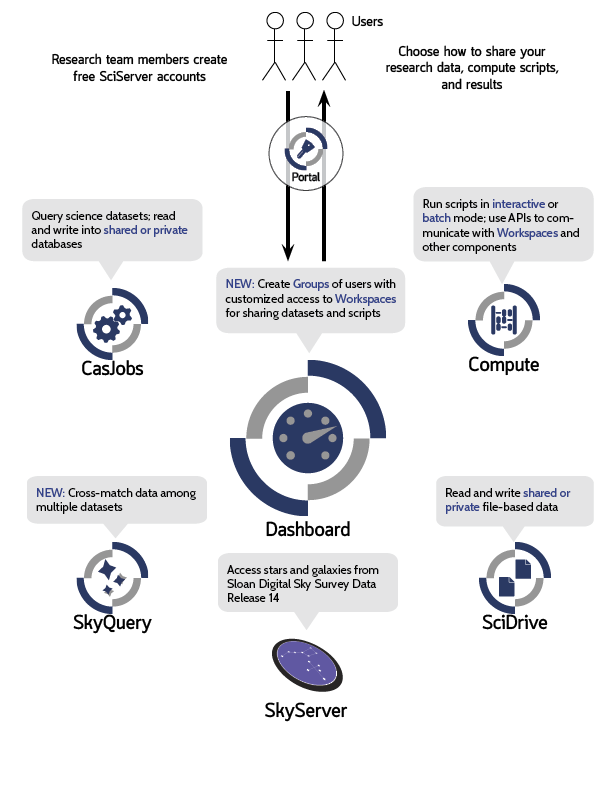 Users
Research team members create
free SciServer accounts
Choose how to share your
research data, compute scripts,
and results
Portal
Query science datasets; read
and write into shared or private
databases
CasJobs
Run scripts in interactive or
batch mode; use APIs to com-
municate with Workspaces and
other components
Compute
NEW: Create Groups of users with
customized access to Workspaces
for sharing datasets and scripts
Dashboard
NEW: Cross-match data among
multiple datasets
SkyQuery
Read and write shared or
private file-based data
SciDrive
Access stars and galaxies from
Sloan Digital Sky Survey Data
Release 14
SkyServer